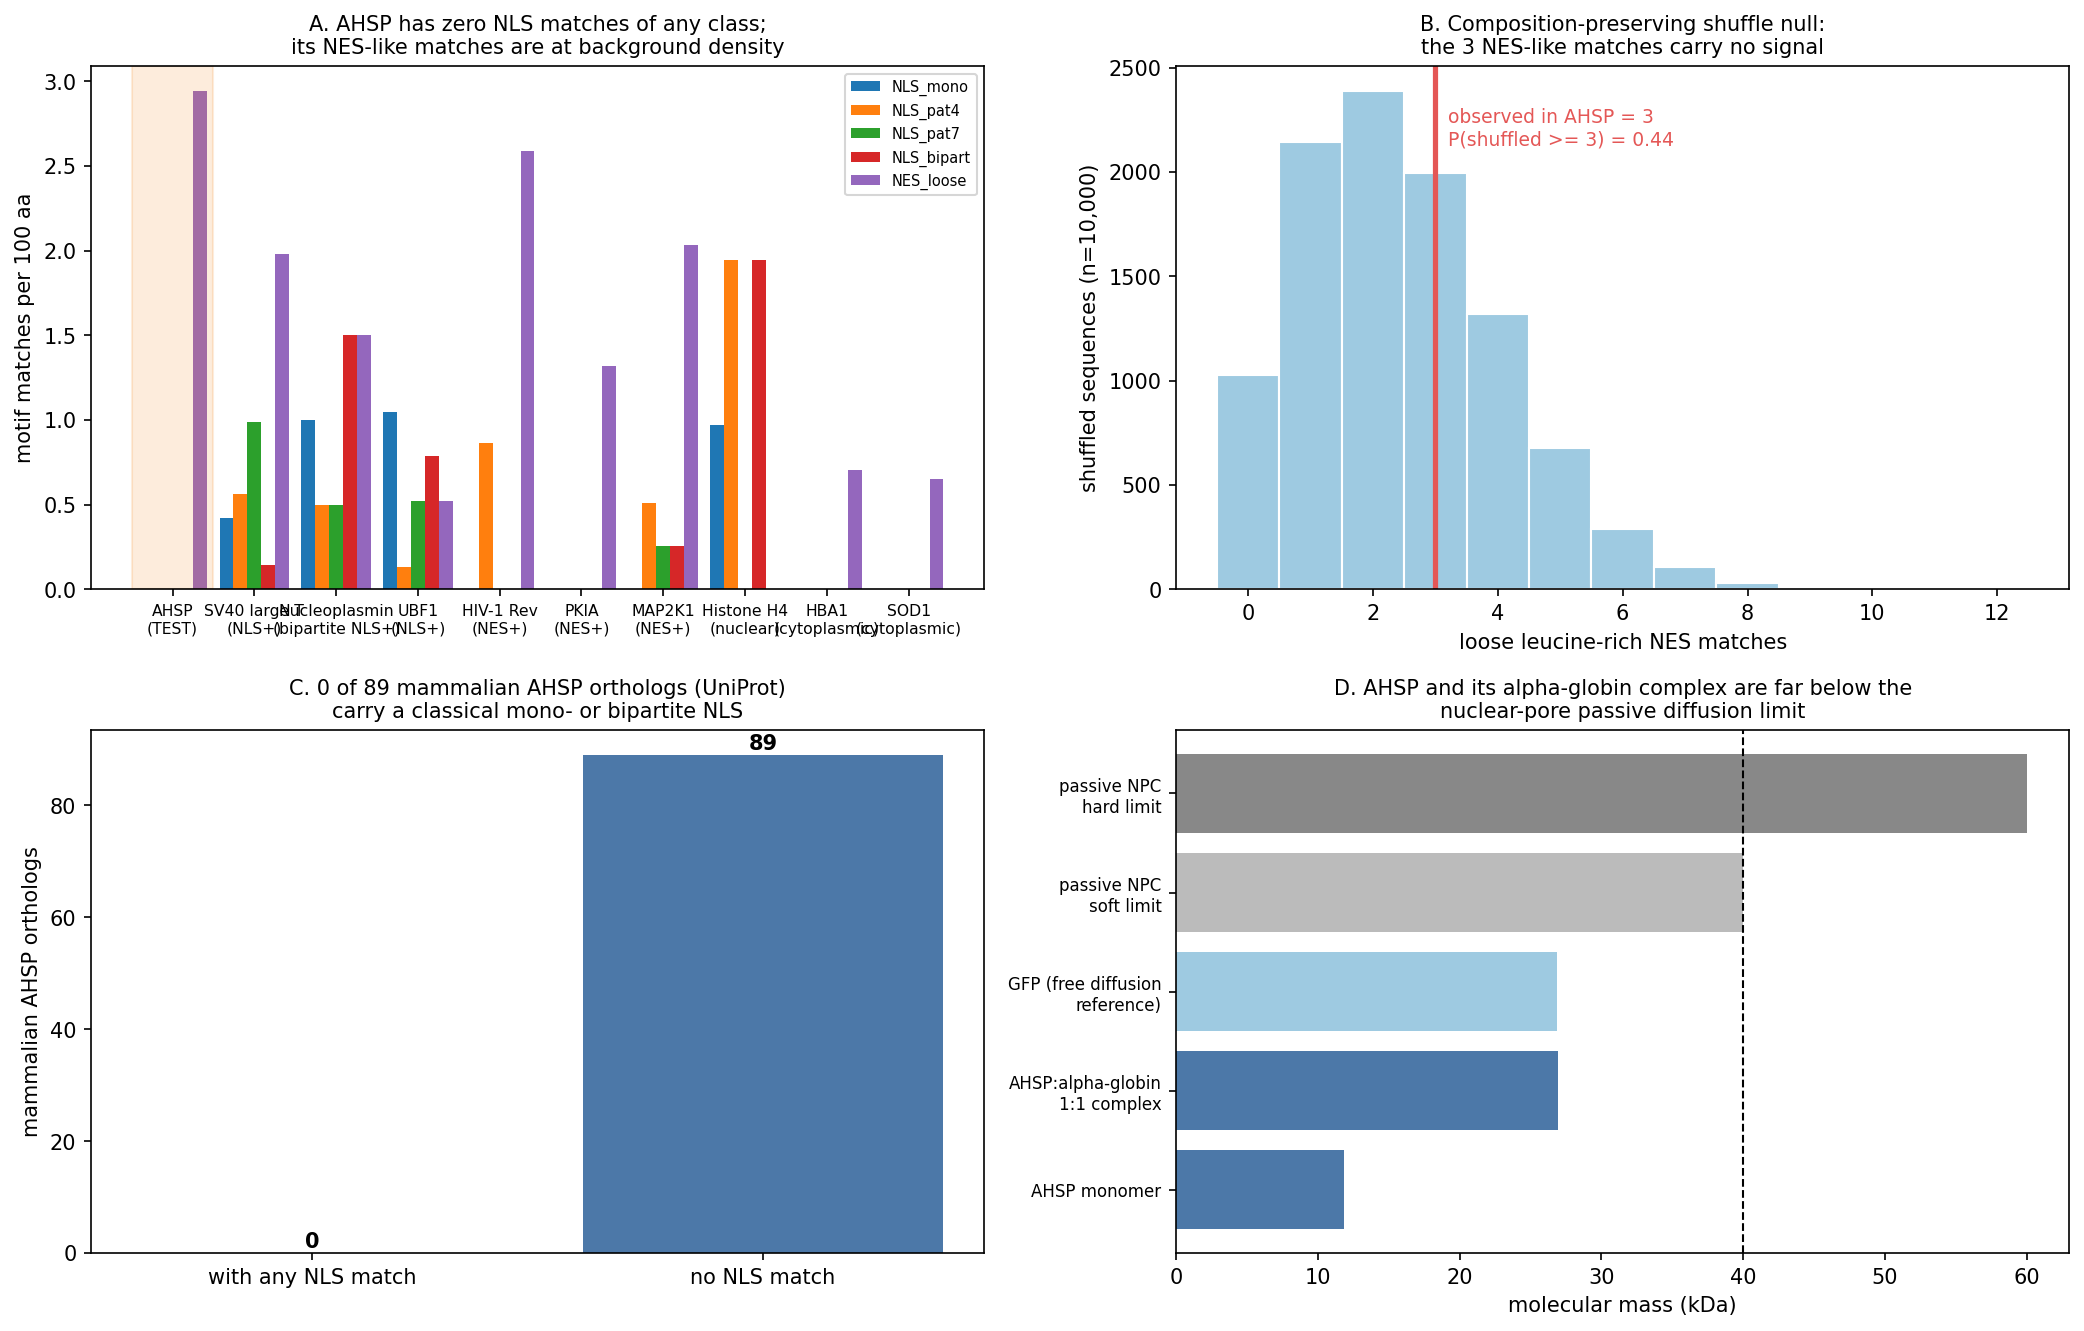 A. AHSP has zero NLS matches of any class;
its NES-like matches are at background density
motif matches per 100 aa
3.0
2.5
2.0
1.5
1.0
0.5
0.0
NLS_mono
NLS_pat4
NLS_pat7
NLS_bipart
NES_loose
AHSP
(TEST)
SV40 large T
(NLS+)
Nucleoplasmin
(bipartite NLS+)
UBF1
(NLS+)
HIV-1 Rev
(NES+)
PKIA
(NES+)
MAP2K1
(NES+)
Histone H4
(nuclear)
HBA1
(cytoplasmic)
SOD1
(cytoplasmic)
B. Composition-preserving shuffle null:
the 3 NES-like matches carry no signal
shuffled sequences (n=10,000)
2500
2000
1500
1000
500
0
observed in AHSP = 3
P(shuffled >= 3) = 0.44
0 2 4 6 8 10 12
loose leucine-rich NES matches
C. 0 of 89 mammalian AHSP orthologs (UniProt)
carry a classical mono- or bipartite NLS
mammalian AHSP orthologs
80
60
40
20
0
0
89
with any NLS match
no NLS match
D. AHSP and its alpha-globin complex are far below the
nuclear-pore passive diffusion limit
passive NPC
hard limit
passive NPC
soft limit
GFP (free diffusion
reference)
AHSP:alpha-globin
1:1 complex
AHSP monomer
0 10 20 30 40 50 60
molecular mass (kDa)